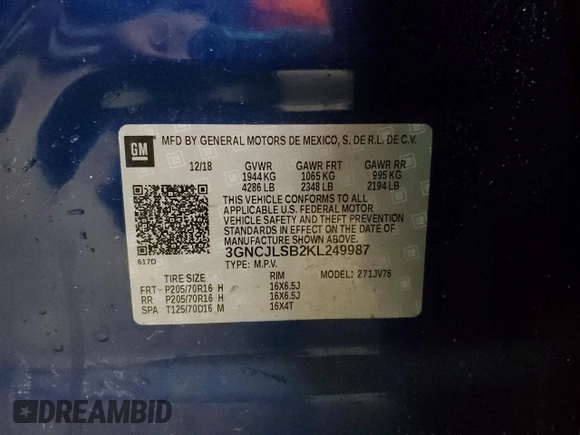 GM
MFD BY GENERAL MOTORS DE MEXICO, S. DE R.L. DE C.V.
12/18 GVWR GAWR FRT GAWR RR
1944 KG 1065 KG 995 KG
4286 LB 2348 LB 2194 LB
THIS VEHICLE CONFORMS TO ALL
APPLICABLE U.S. FEDERAL MOTOR
VEHICLE SAFETY AND THEFT PREVENTION
STANDARDS IN EFFECT ON THE DATE OF
MANUFACTURE SHOWN ABOVE.
3GNCJLSB2KL249987
617D TYPE: M.P.V.
TIRE SIZE RIM MODEL: 271JV76
FRT- P205/70R16 H 16X6.5J
RR P205/70R16 H 16X6.5J
SPA T125/70D16 M 16X4T
DREAMBID